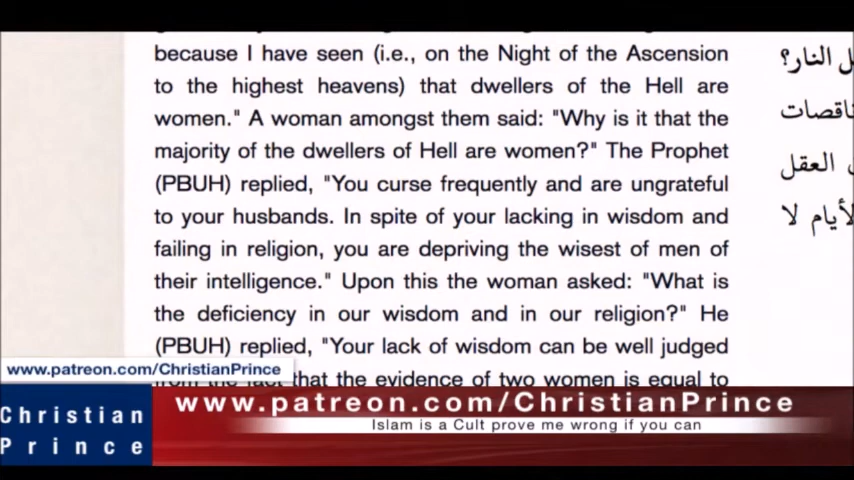 because I have seen (i.e., on the Night of the Ascension
to the highest heavens) that dwellers of the Hell are
women." A woman amongst them said: "Why is it that the
majority of the dwellers of Hell are women?" The Prophet
(PBUH) replied, "You curse frequently and are ungrateful
to your husbands. In spite of your lacking in wisdom and
failing in religion, you are depriving the wisest of men of
their intelligence." Upon this the woman asked: "What is
the deficiency in our wisdom and in our religion?" He
(PBUH) replied, "Your lack of wisdom can be well judged
from the fact that the evidence of two women is equal to
النار؟
ناقصات
العقل
الأيام لا
www.patreon.com/ChristianPrince
www.patreon.com/ChristianPrince
Islam is a Cult prove me wrong if you can
Christian
Prince